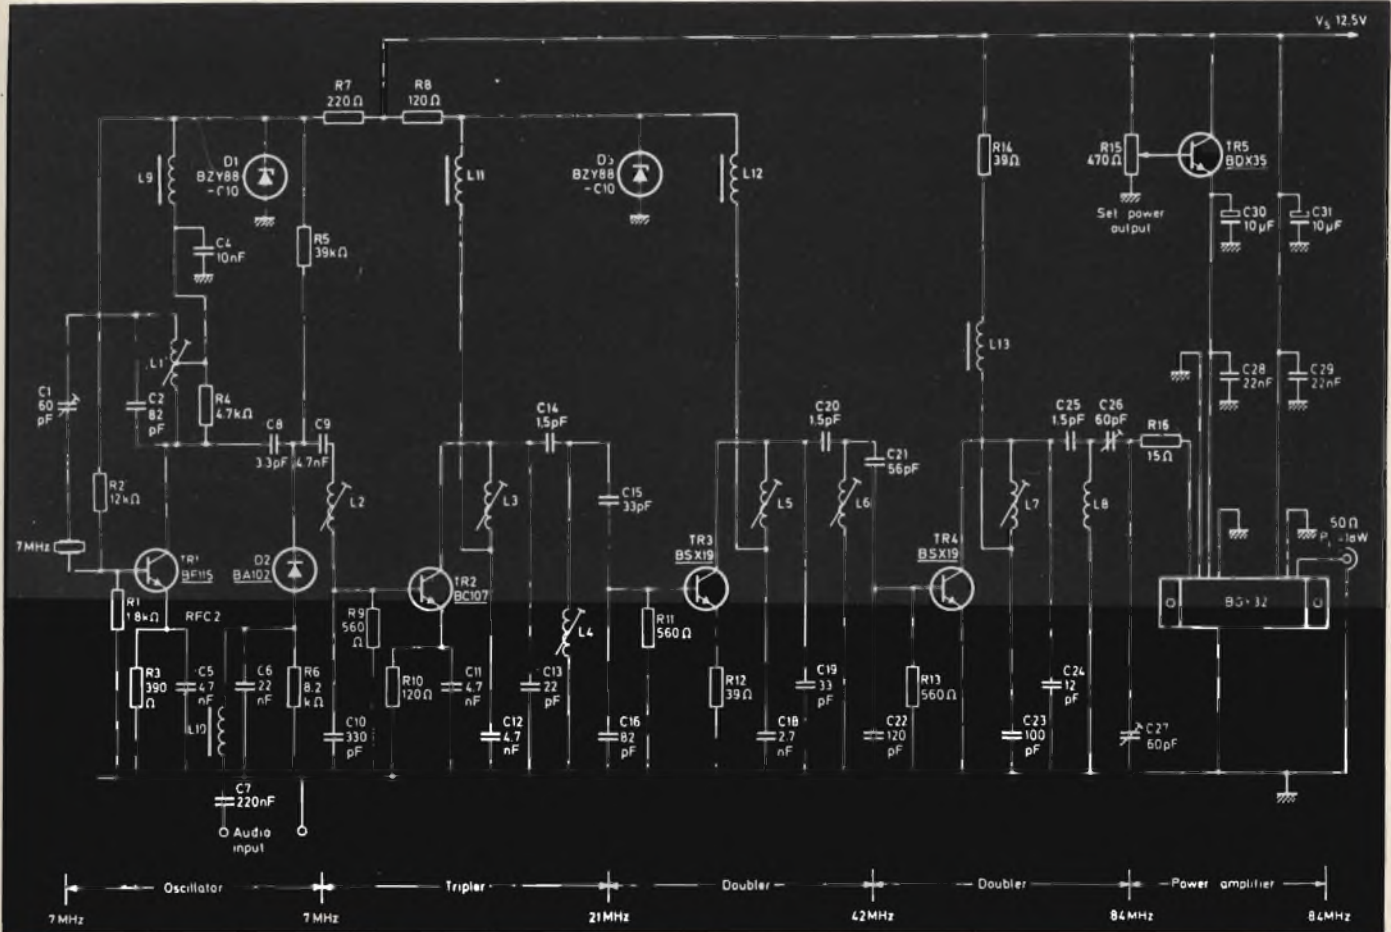 Vs 12.5V
R7
220Ω
R8
120Ω
L9
D1
BZY88
-C10
L11
BZY88
-C10
L12
R14
39Ω
R15
470Ω
TR5
BDX35
Set power
output
C30
10µF
C31
10µF
C4
10nF
R5
39kΩ
L1
L13
C1
60
pF
C2
82
pF
R4
4.7kΩ
C8
3.3pF
C9
4.7nF
C14
1.5pF
C20
1.5pF
C25
1.5pF
C26
60pF
R16
15Ω
C28
22nF
C29
22nF
R2
12kΩ
L2
L3
C15
33pF
L5
L6
C21
56pF
L7
L8
7MHz
TR1
BF115
D2
BA102
TR2
BC107
TR3
BSX19
TR4
BSX19
50Ω
R1
1.8kΩ
RFC2
R9
560
Ω
L4
R11
560Ω
R3
390
Ω
C5
47
nF
L10
C6
22
nF
R6
8.2
kΩ
C10
330
pF
R10
120Ω
C11
4.7
nF
C12
4.7
nF
C13
22
pF
C16
82
pF
R12
39Ω
C18
2.7
nF
C19
33
pF
C22
120
pF
R13
560Ω
C23
100
pF
C24
12
pF
C27
60pF
C7
220nF
Audio
input
Oscillator
Tripler
Doubler
Doubler
Power amplifier
7MHz
7MHz
21MHz
42MHz
84MHz
84MHz